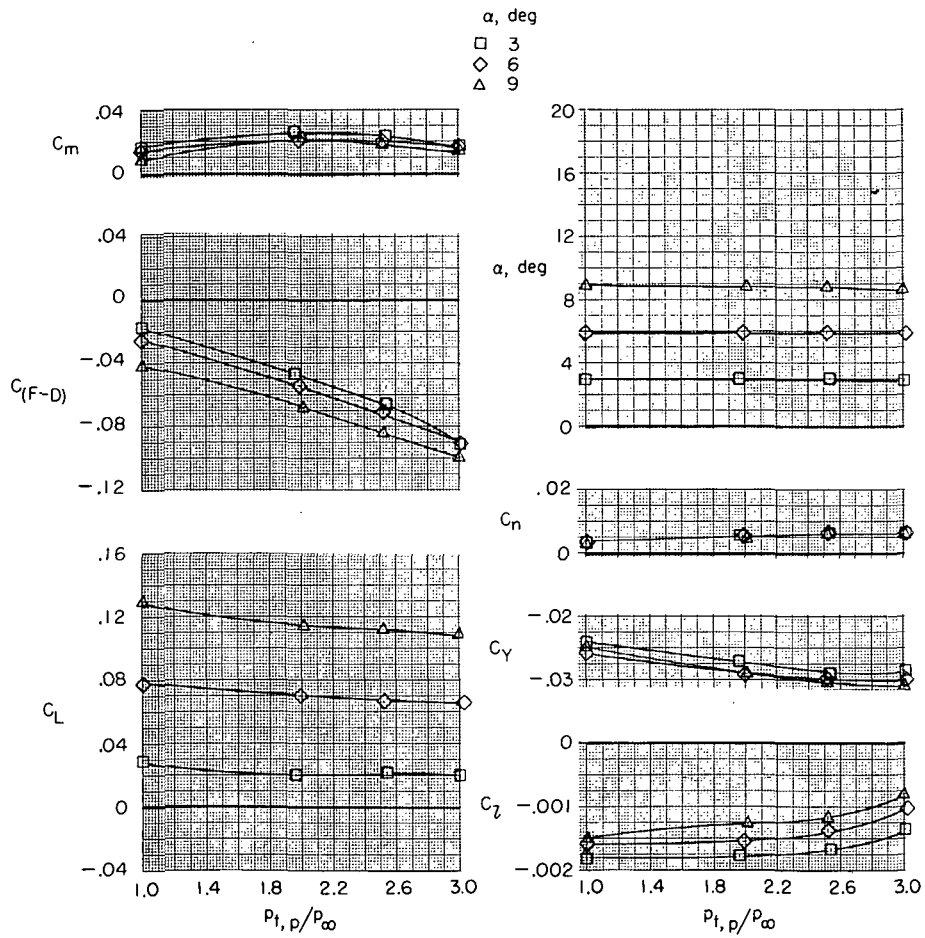 α, deg
3
6
9
.04
C_m
0
.04
0
-.04
C_(F-D)
-.08
-.12
.16
.12
.08
C_L
.04
0
-.04
1.0 1.4 1.8 2.2 2.6 3.0
p_t,p/p_∞
20
16
12
α, deg
8
4
0
.02
C_n
0
-.02
C_Y
-.03
0
C_l -.001
-.002
1.0 1.4 1.8 2.2 2.6 3.0
p_t,p/p_∞